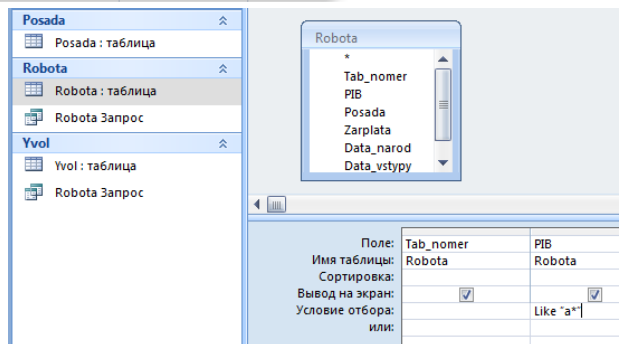 Posada
Posada : таблица
Robota
Robota : таблица
Robota Запрос
Yvol
Yvol : таблица
Robota Запрос
Robota
*
Tab_nomer
PIB
Posada
Zarplata
Data_narod
Data_vstypy
Поле: Tab_nomer PIB
Имя таблицы: Robota Robota
Сортировка:
Вывод на экран:
Условие отбора: Like "a*"
или: